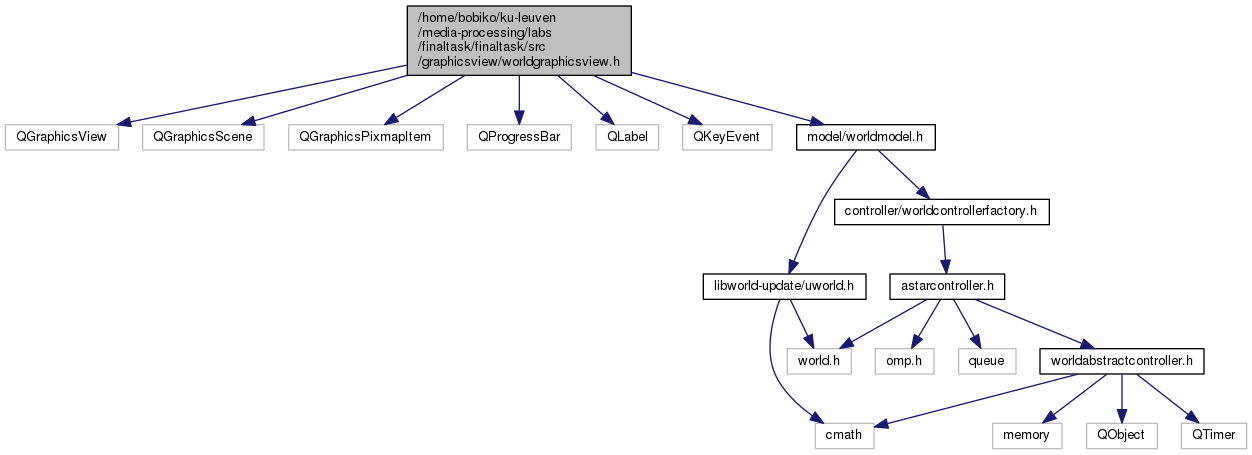 /home/bobiko/ku-leuven
/media-processing/labs
/finaltask/finaltask/src
/graphicsview/worldgraphicsview.h
QGraphicsView
QGraphicsScene
QGraphicsPixmapItem
QProgressBar
QLabel
QKeyEvent
model/worldmodel.h
controller/worldcontrollerfactory.h
libworld-update/uworld.h
astarcontroller.h
world.h
omp.h
queue
worldabstractcontroller.h
cmath
memory
QObject
QTimer